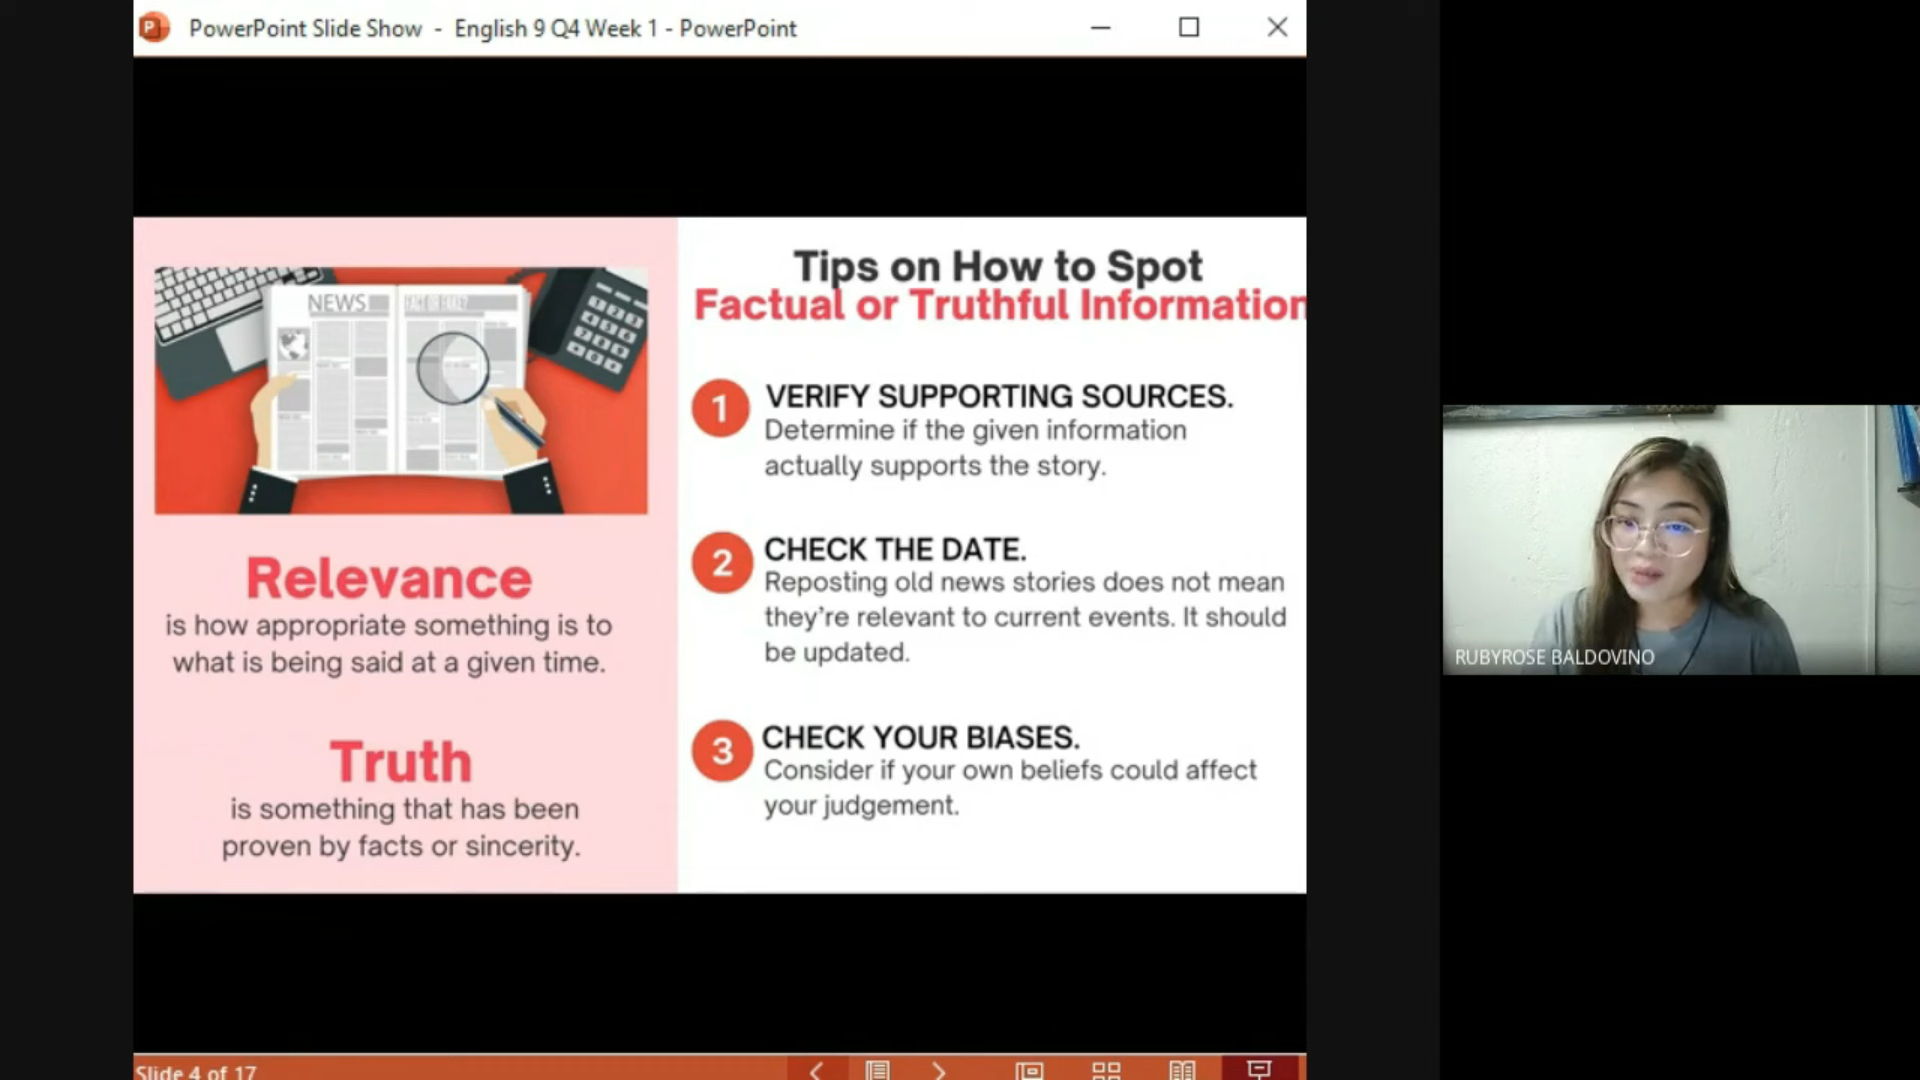 PowerPoint Slide Show - English 9 Q4 Week 1 - PowerPoint
NEWS
FACT OR FAKE?
Relevance
is how appropriate something is to
what is being said at a given time.
Truth
is something that has been
proven by facts or sincerity.
Tips on How to Spot
Factual or Truthful Information
1
VERIFY SUPPORTING SOURCES.
Determine if the given information
actually supports the story.
2
CHECK THE DATE.
Reposting old news stories does not mean
they’re relevant to current events. It should
be updated.
3
CHECK YOUR BIASES.
Consider if your own beliefs could affect
your judgement.
RUBYROSE BALDOVINO
Slide 4 of 17